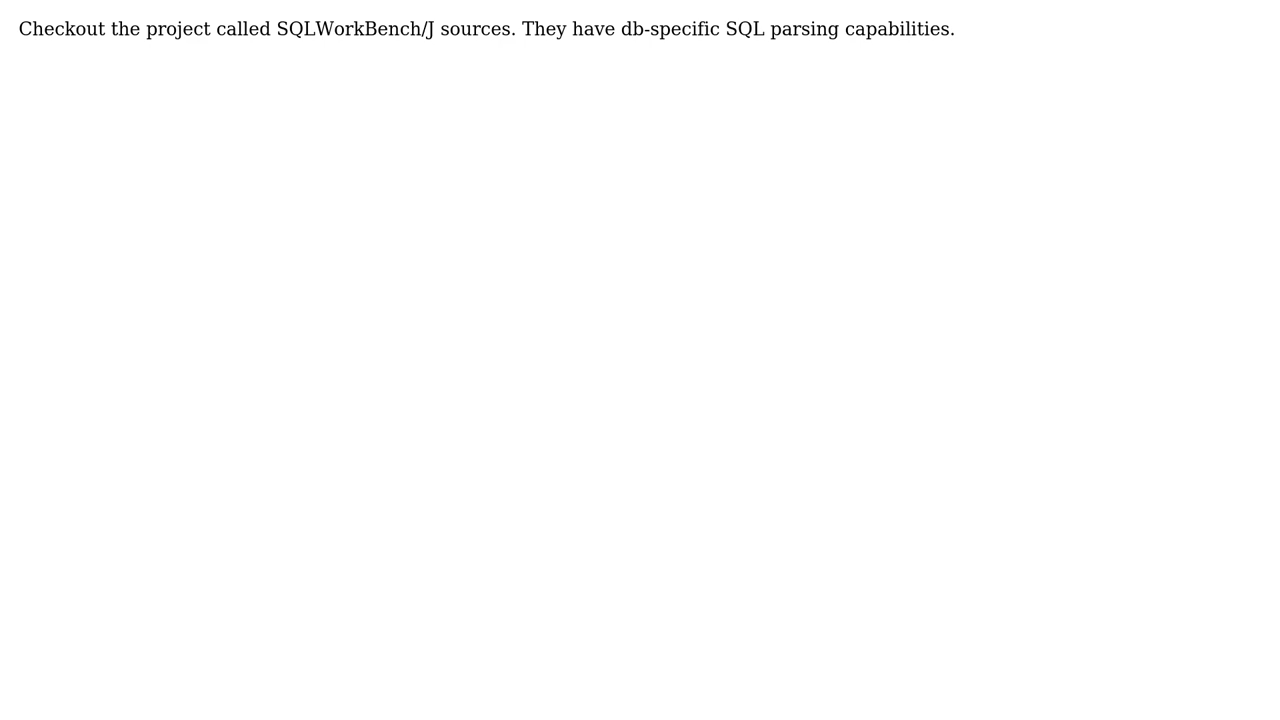 Checkout the project called SQLWorkBench/J sources. They have db-specific SQL parsing capabilities.